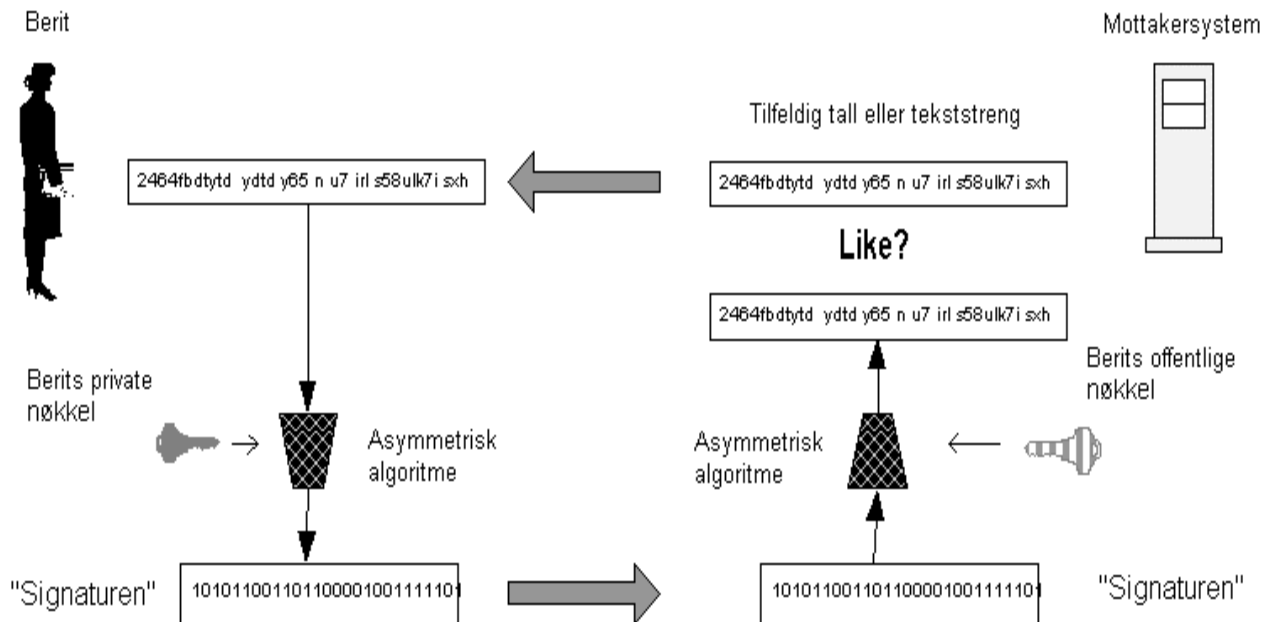 Berit
Mottakersystem
Tilfeldig tall eller tekststreng
2464fbdtytd ydtd y65 n u7 irl s58ulk7i sxh
2464fbdtytd ydtd y65 n u7 irl s58ulk7i sxh
Like?
2464fbdtytd ydtd y65 n u7 irl s58ulk7i sxh
Berits private
nøkkel
Berits offentlige
nøkkel
Asymmetrisk
algoritme
Asymmetrisk
algoritme
"Signaturen"
1010110011011000010011111101
1010110011011000010011111101
"Signaturen"